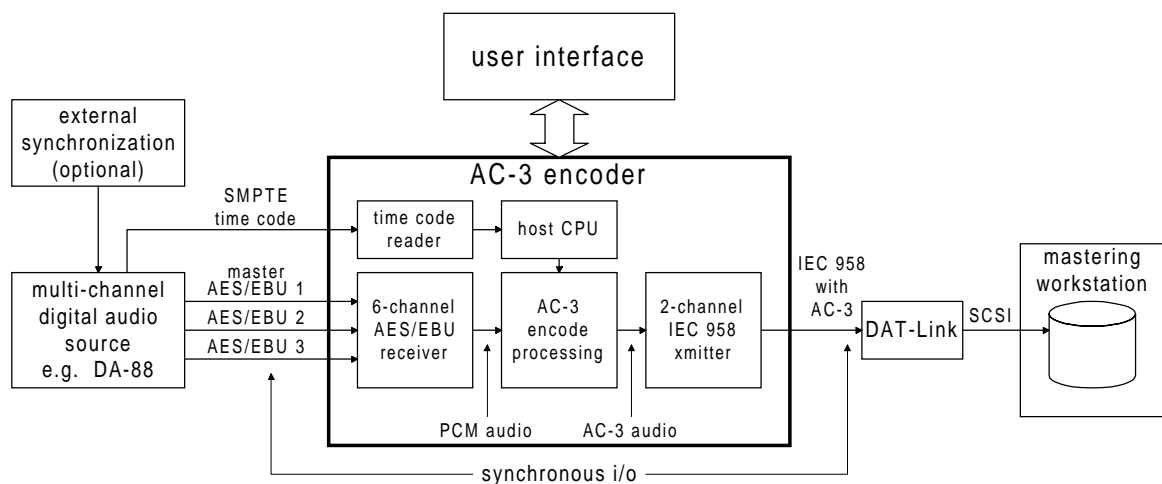 user interface
external
synchronization
(optional)
AC-3 encoder
SMPTE
time code
time code
reader
host CPU
master
AES/EBU 1
AES/EBU 2
AES/EBU 3
multi-channel
digital audio
source
e.g. DA-88
6-channel
AES/EBU
receiver
AC-3
encode
processing
2-channel
IEC 958
xmitter
IEC 958
with
AC-3
DAT-Link
SCSI
mastering
workstation
PCM audio
AC-3 audio
synchronous i/o